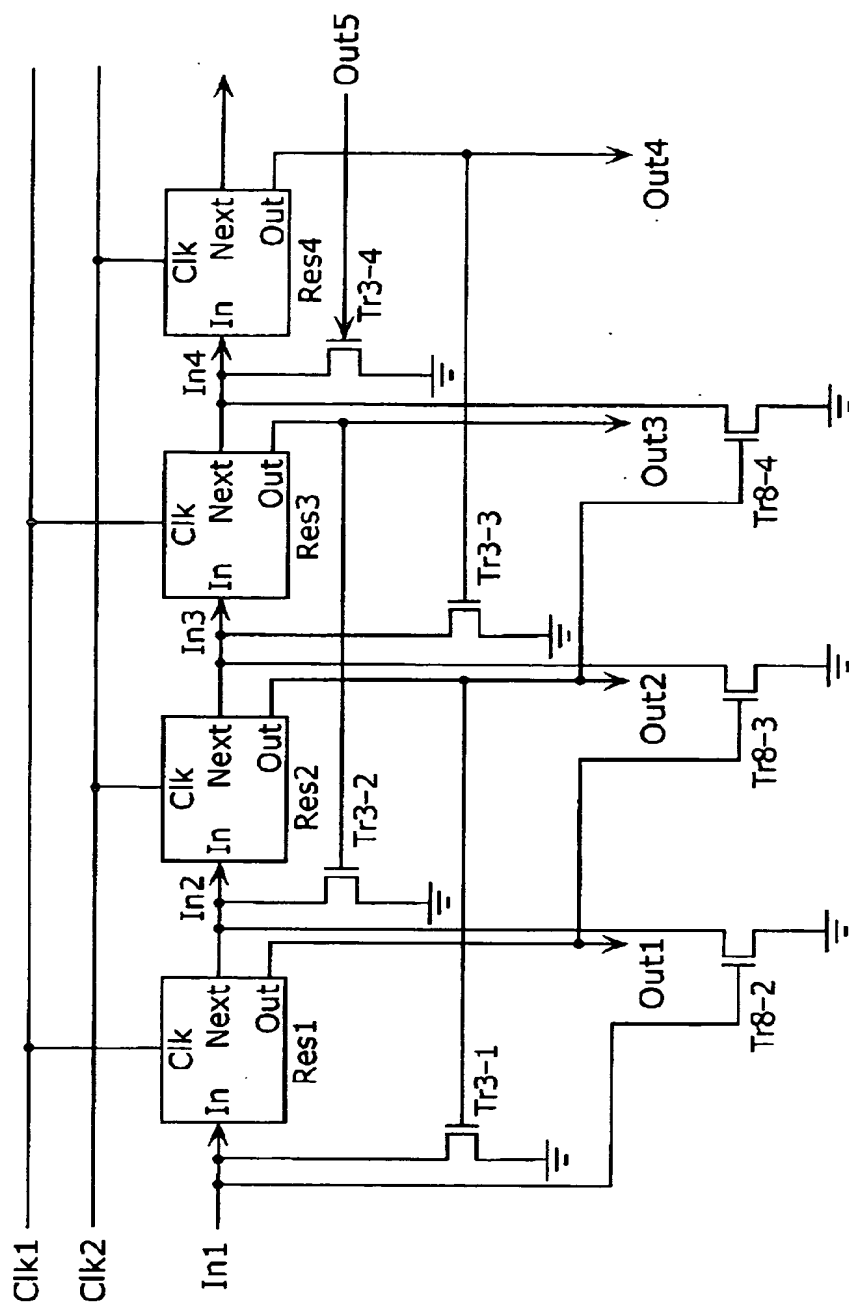 Clk1
Clk2
In1
Clk
In
Next
Out
Res1
In2
Clk
In
Next
Out
Res2
In3
Clk
In
Next
Out
Res3
In4
Clk
In
Next
Out
Res4
Out5
Tr3-1
Tr3-2
Tr3-3
Tr3-4
Out1
Out2
Out3
Out4
Tr8-2
Tr8-3
Tr8-4